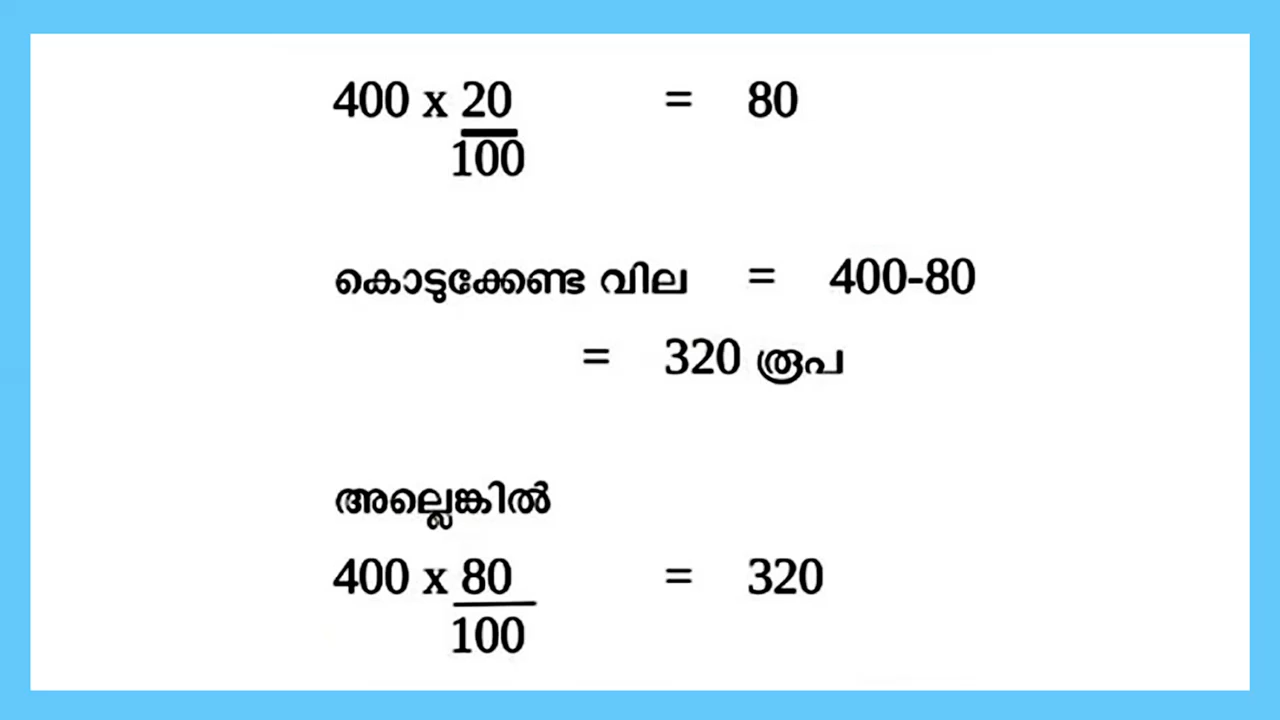 400 x 20 = 80
100
കൊടുക്കേണ്ട വില = 400-80
= 320 രൂപ
അല്ലെങ്കിൽ
400 x 80 = 320
100